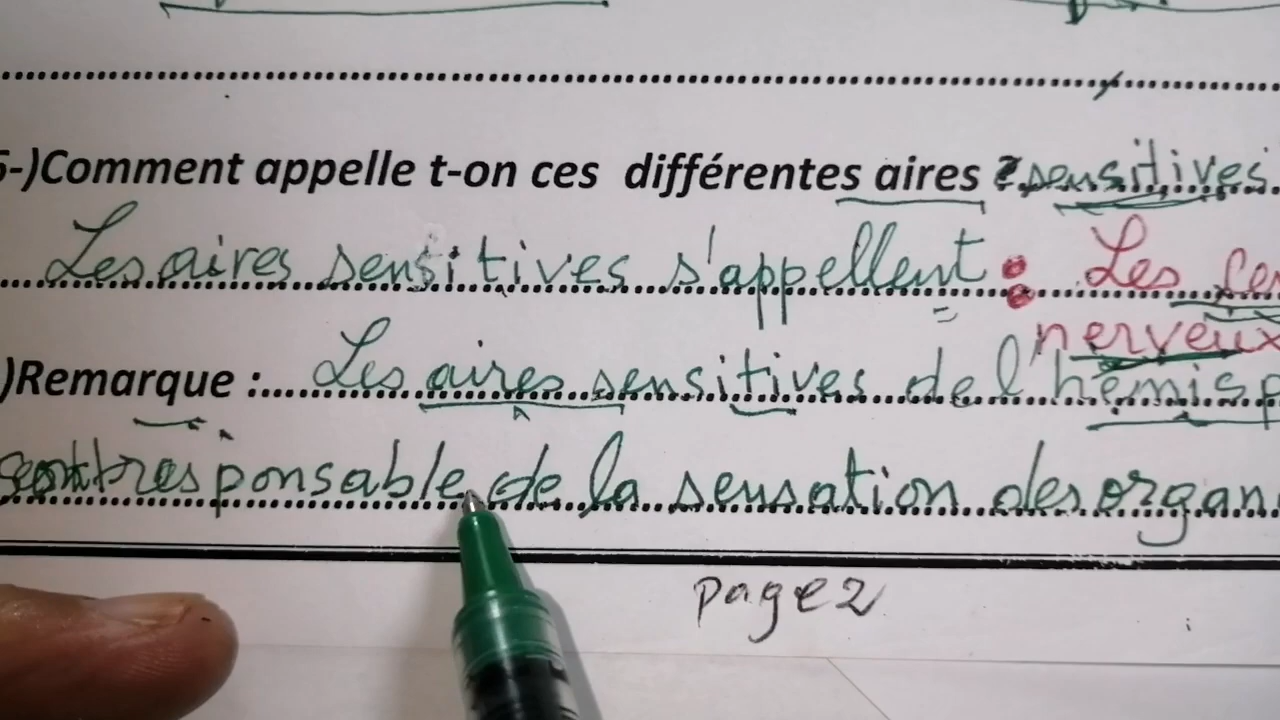 5-)Comment appelle t-on ces différentes aires ? sensitives.
Les aires sensitives s'appellent : Les
nerveux
)Remarque :....Les aires sensitives de l'hémisp
responsable de la sensation des organ
page 2